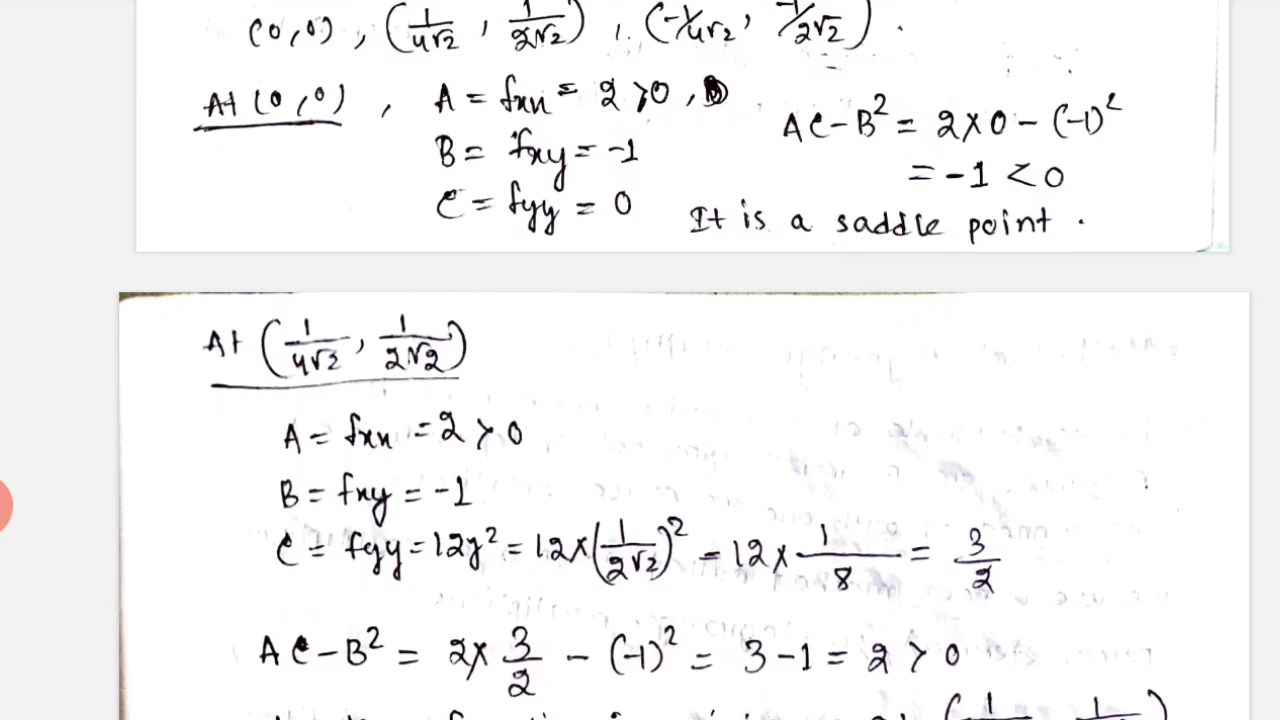 (0,0), (1/4√2, 1/2√2), (-1/4√2, -1/2√2).
At (0,0), A = fxx = 2 > 0,
B = fxy = -1
C = fyy = 0
AC-B² = 2×0-(-1)²
= -1 < 0
It is a saddle point.
At (1/4√2, 1/2√2)
A = fxx = 2 > 0
B = fxy = -1
C = fyy = 12y² = 12×(1/2√2)² = 12×1/8 = 3/2
AC-B² = 2×3/2 - (-1)² = 3-1 = 2 > 0